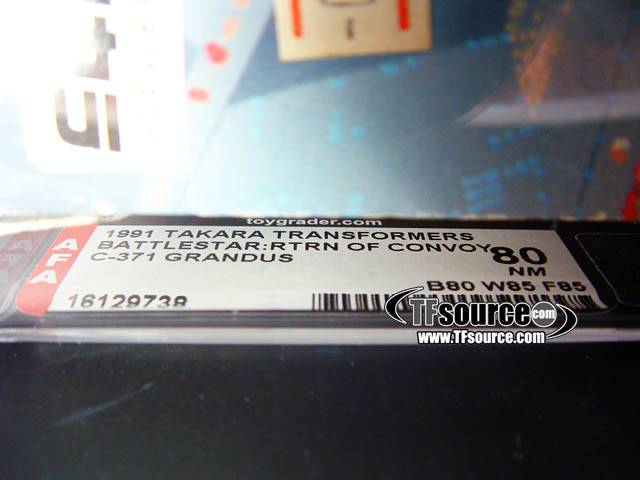 toygrader.com
AFA
1991 TAKARA TRANSFORMERS
BATTLESTAR:RTRN OF CONVOY
C-371 GRANDUS
80
NM
B80 W85 F85
16129739
TFsource.com
www.TFsource.com